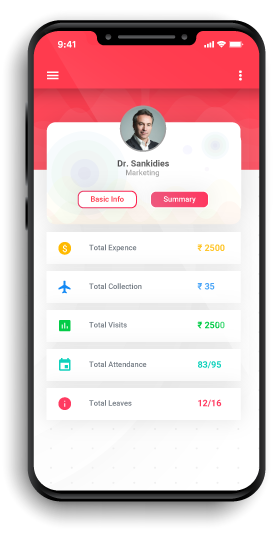 9:41
Dr. Sankidies
Marketing
Basic Info
Summary
Total Expence
₹ 2500
Total Collection
₹ 35
Total Visits
₹ 2500
Total Attendance
83/95
Total Leaves
12/16